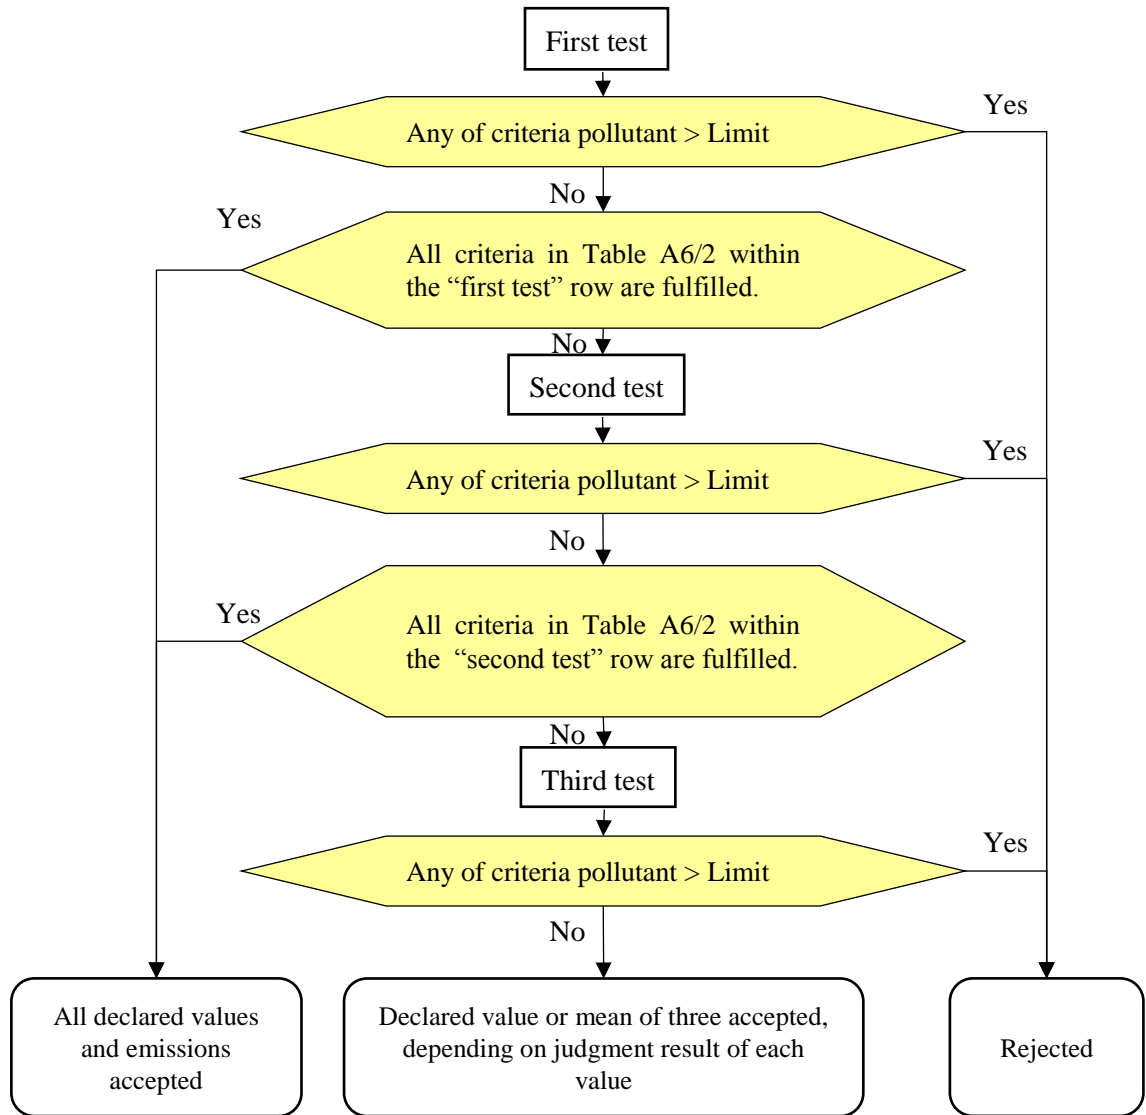 First test
Yes
Any of criteria pollutant > Limit
No
Yes
All criteria in Table A6/2 within
the “first test” row are fulfilled.
No
Second test
Yes
Any of criteria pollutant > Limit
No
Yes
All criteria in Table A6/2 within
the “second test” row are fulfilled.
No
Third test
Yes
Any of criteria pollutant > Limit
No
All declared values
and emissions
accepted
Declared value or mean of three accepted,
depending on judgment result of each
value
Rejected